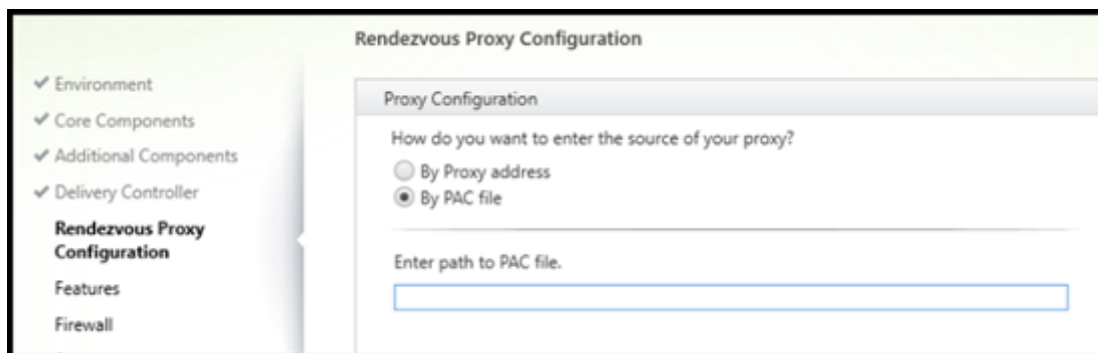 Rendezvous Proxy Configuration
Environment
Core Components
Additional Components
Delivery Controller
Rendezvous Proxy
Configuration
Features
Firewall
Proxy Configuration
How do you want to enter the source of your proxy?
By Proxy address
By PAC file
Enter path to PAC file.